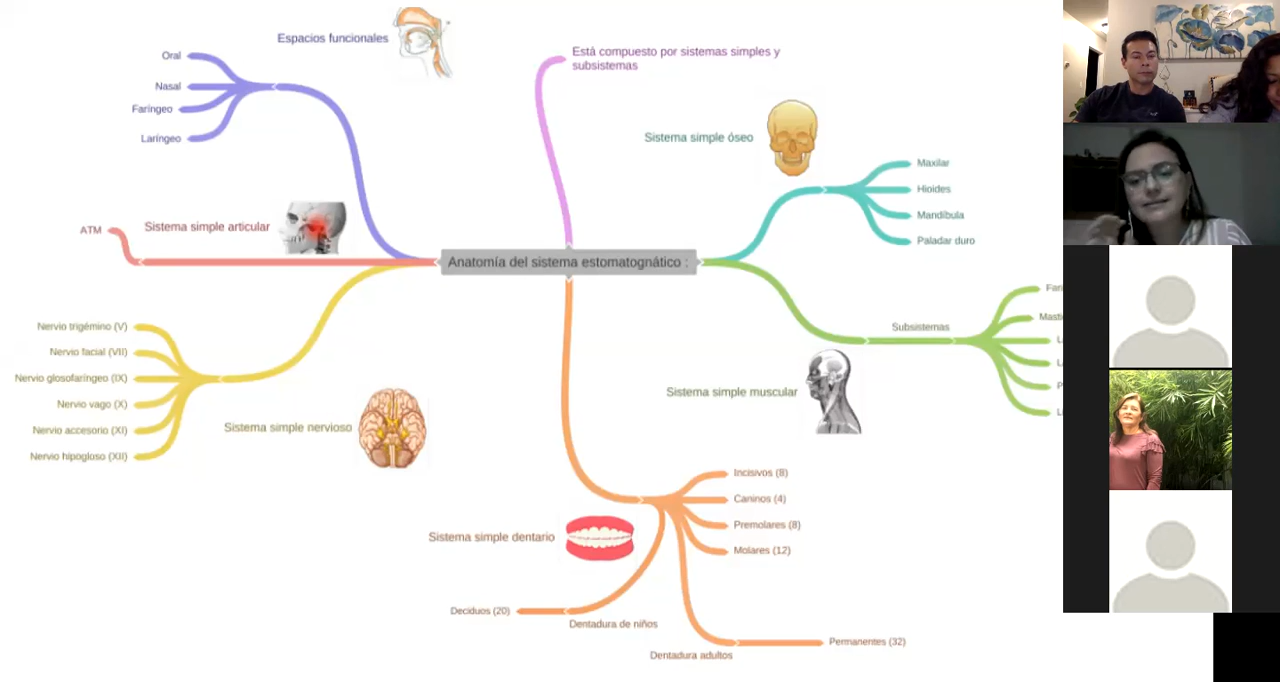 Espacios funcionales
Oral
Nasal
Faríngeo
Laríngeo
Está compuesto por sistemas simples y
subsistemas
Sistema simple óseo
Maxilar
Hioides
Mandíbula
Paladar duro
ATM
Sistema simple articular
Anatomía del sistema estomatognático :
Subsistemas
Sistema simple muscular
Nervio trigémino (V)
Nervio facial (VII)
Nervio glosofaríngeo (IX)
Nervio vago (X)
Nervio accesorio (XI)
Nervio hipogloso (XII)
Sistema simple nervioso
Incisivos (8)
Caninos (4)
Premolares (8)
Molares (12)
Sistema simple dentario
Deciduos (20)
Dentadura de niños
Permanentes (32)
Dentadura adultos